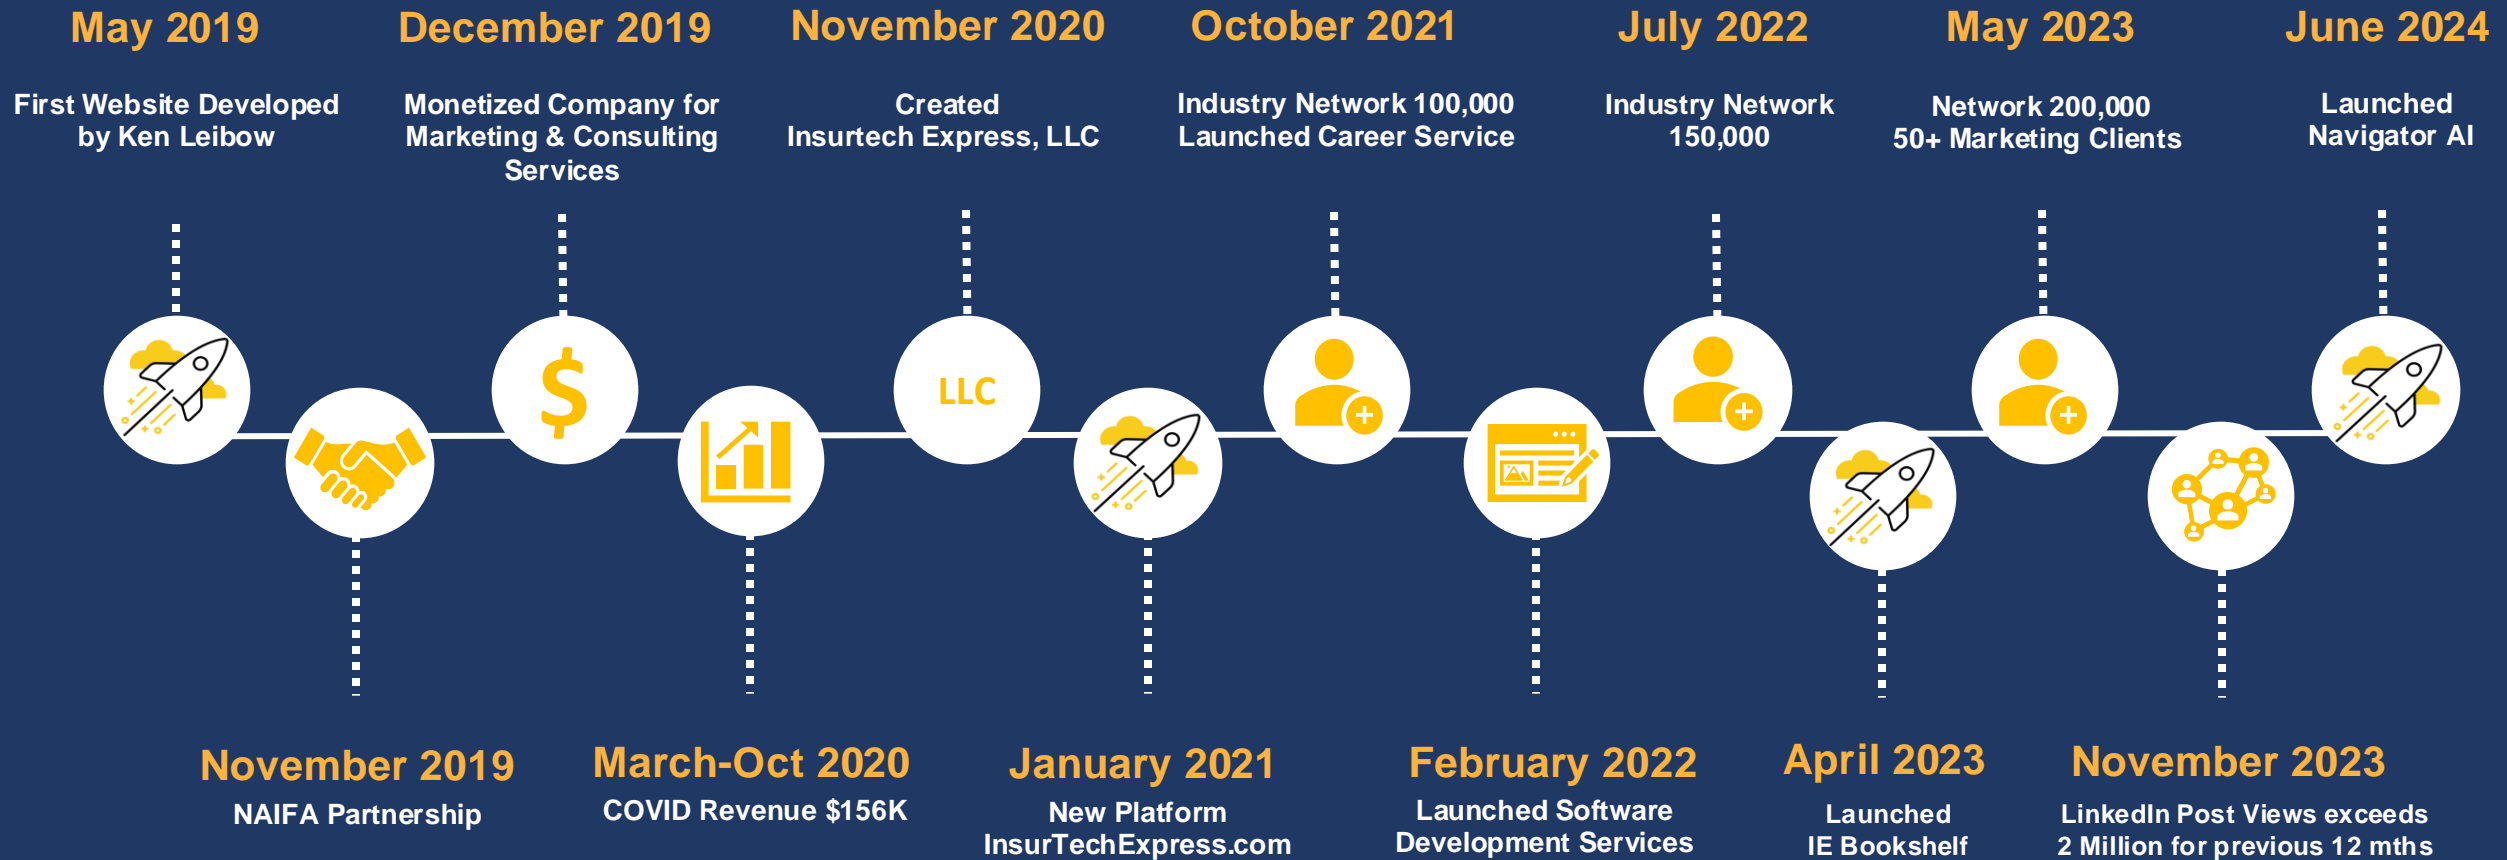 May 2019
First Website Developed
by Ken Leibow
December 2019
Monetized Company for
Marketing & Consulting
Services
November 2020
Created
Insurtech Express, LLC
October 2021
Industry Network 100,000
Launched Career Service
July 2022
Industry Network
150,000
May 2023
Network 200,000
50+ Marketing Clients
June 2024
Launched
Navigator AI
$
LLC
November 2019
NAIFA Partnership
March-Oct 2020
COVID Revenue $156K
January 2021
New Platform
InsurTechExpress.com
February 2022
Launched Software
Development Services
April 2023
Launched
IE Bookshelf
November 2023
LinkedIn Post Views exceeds
2 Million for previous 12 mths